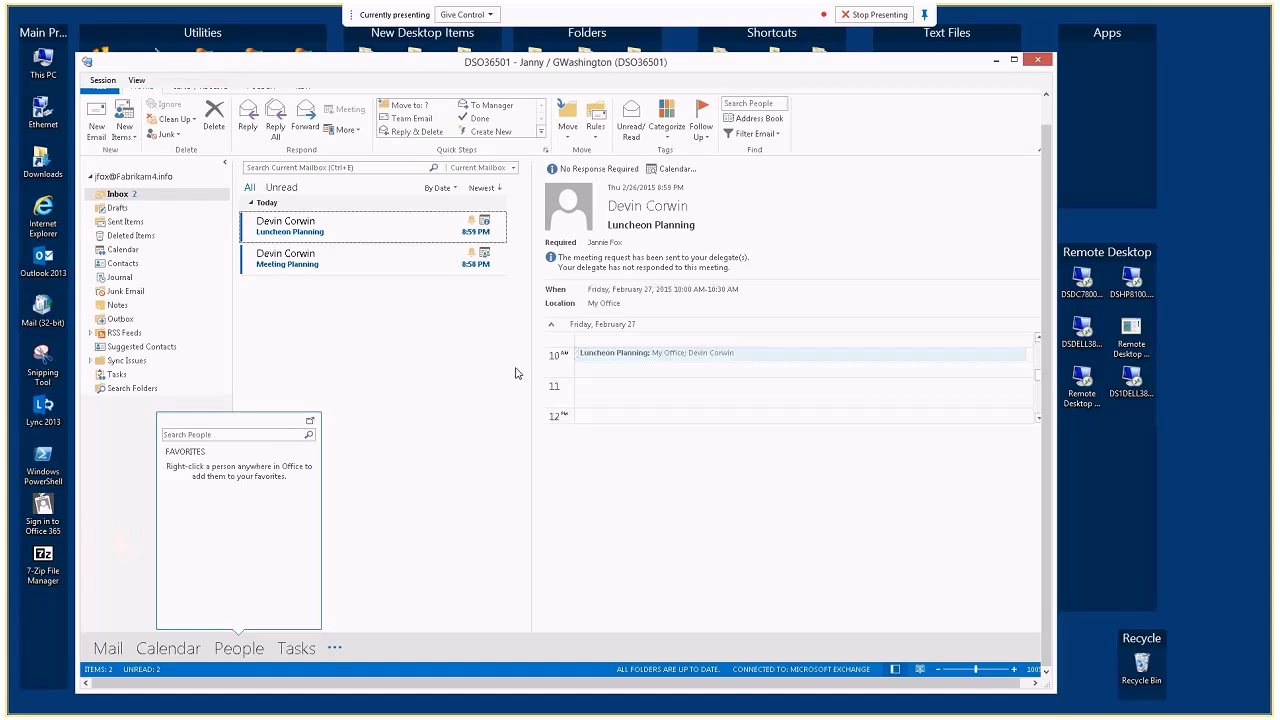 Currently presenting
Give Control
Stop Presenting
Main Pr...
Utilities
New Desktop Items
Folders
Shortcuts
Text Files
Apps
DSO36501 - Janny / GWashington (DSO36501)
Session
View
This PC
Ethernet
Downloads
Internet
Explorer
Outlook 2013
Mail (32-bit)
Snipping
Tool
Lync 2013
Windows
PowerShell
Sign in to
Office 365
7-Zip File
Manager
New
Email
New
Items
New
Ignore
Clean Up
Junk
Delete
Delete
Reply
Reply
All
Forward
Meeting
More
Respond
Move to: ?
Team Email
Reply & Delete
To Manager
Done
Create New
Quick Steps
Move
Rules
Move
Unread/
Read
Categorize
Follow
Up
Tags
Search People
Address Book
Filter Email
Find
jfox@Fabrikam4.info
Inbox 2
Drafts
Sent Items
Deleted Items
Calendar
Contacts
Journal
Junk Email
Notes
Outbox
RSS Feeds
Suggested Contacts
Sync Issues
Tasks
Search Folders
Search Current Mailbox (Ctrl+E)
Current Mailbox
All Unread
By Date
Newest
Today
Devin Corwin
Luncheon Planning
8:59 PM
Devin Corwin
Meeting Planning
8:58 PM
No Response Required
Calendar...
Thu 2/26/2015 8:59 PM
Devin Corwin
Luncheon Planning
Required Jannie Fox
The meeting request has been sent to your delegate(s).
Your delegate has not responded to this meeting.
When Friday, February 27, 2015 10:00 AM-10:30 AM
Location My Office
Friday, February 27
10 AM
Luncheon Planning; My Office; Devin Corwin
11
12 PM
Search People
FAVORITES
Right-click a person anywhere in Office to
add them to your favorites.
Mail Calendar People Tasks
ITEMS: 2 UNREAD: 2
ALL FOLDERS ARE UP TO DATE.
CONNECTED TO: MICROSOFT EXCHANGE
100
Remote Desktop
DSDC7800...
DSHP8100...
DSDELL38...
Remote
Desktop ...
Remote
Desktop ...
DS1DELL38...
Recycle
Recycle Bin